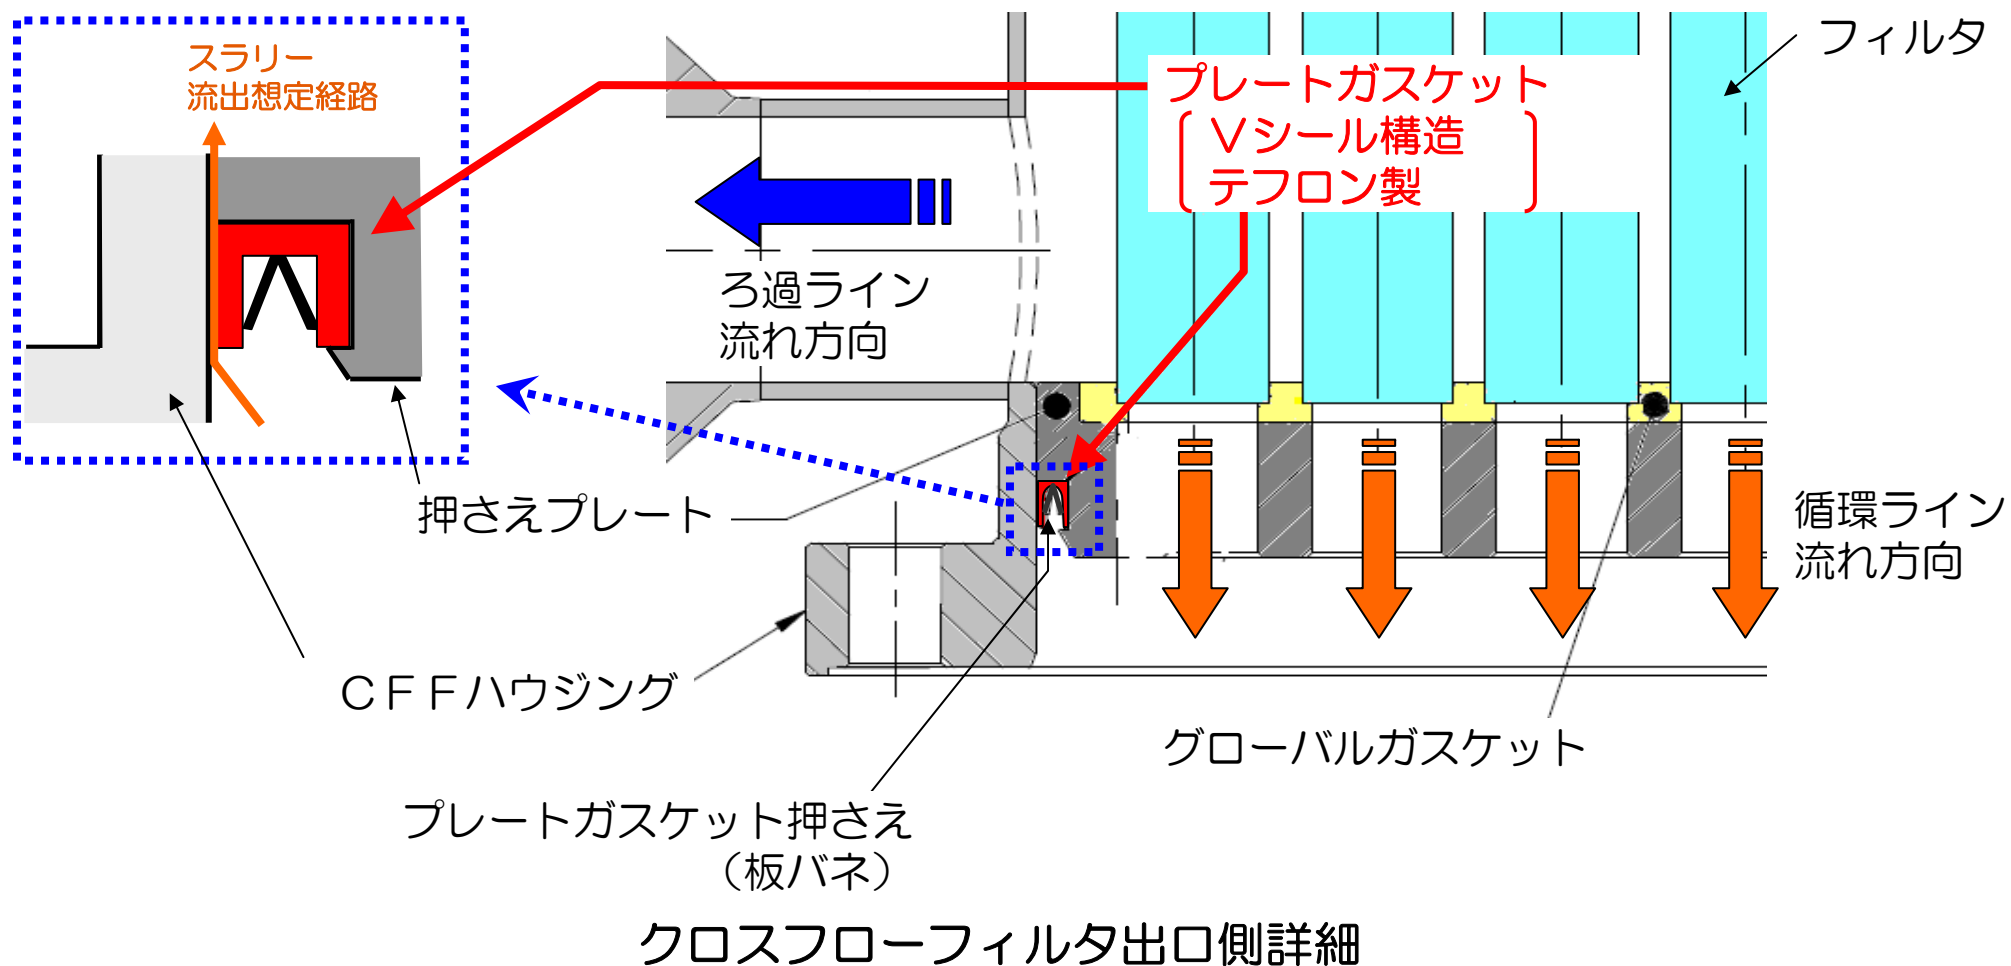 スラリー
流出想定経路
フィルタ
プレートガスケット
Vシール構造
テフロン製
ろ過ライン
流れ方向
押さえプレート
循環ライン
流れ方向
CFFハウジング
グローバルガスケット
プレートガスケット押さえ
（板バネ）
クロスフローフィルタ出口側詳細